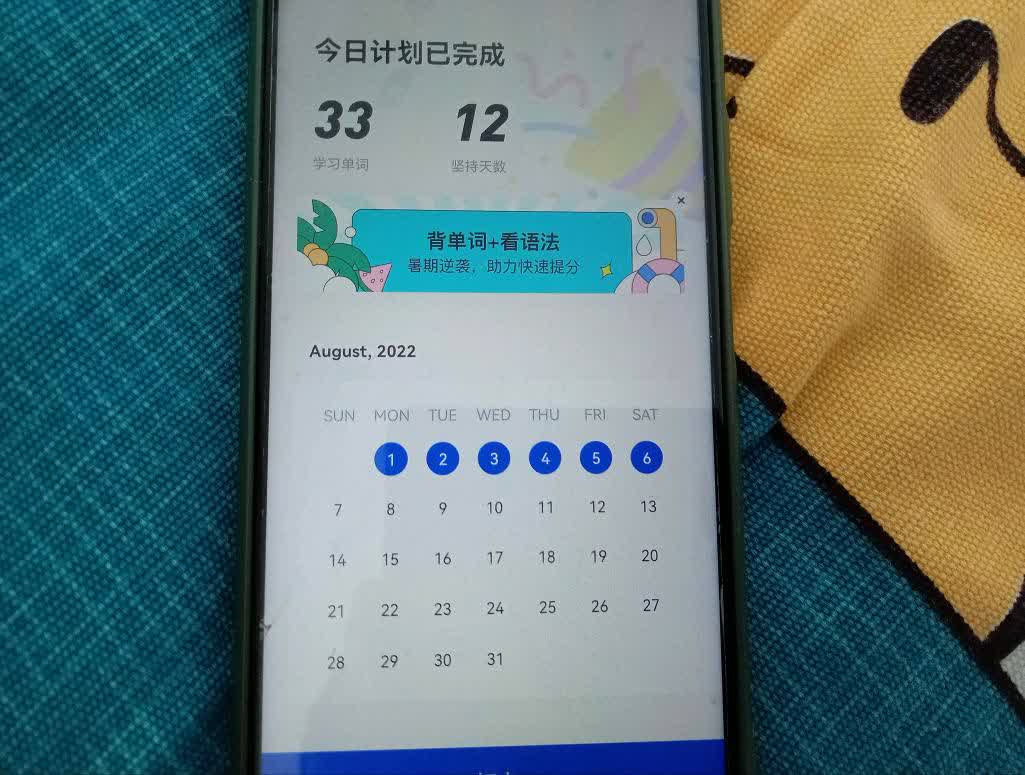 今日计划已完成
33 12
学习单词 坚持天数
背单词+看语法
暑期逆袭，助力快速提分
August, 2022
SUN MON TUE WED THU FRI SAT
1 2 3 4 5 6
7 8 9 10 11 12 13
14 15 16 17 18 19 20
21 22 23 24 25 26 27
28 29 30 31